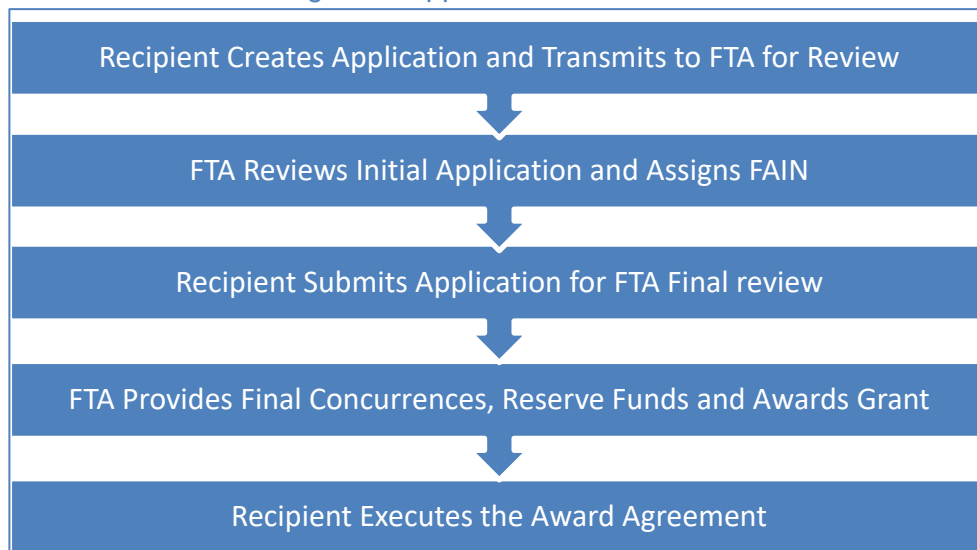 Recipient Creates Application and Transmits to FTA for Review
FTA Reviews Initial Application and Assigns FAIN
Recipient Submits Application for FTA Final review
FTA Provides Final Concurrences, Reserve Funds and Awards Grant
Recipient Executes the Award Agreement